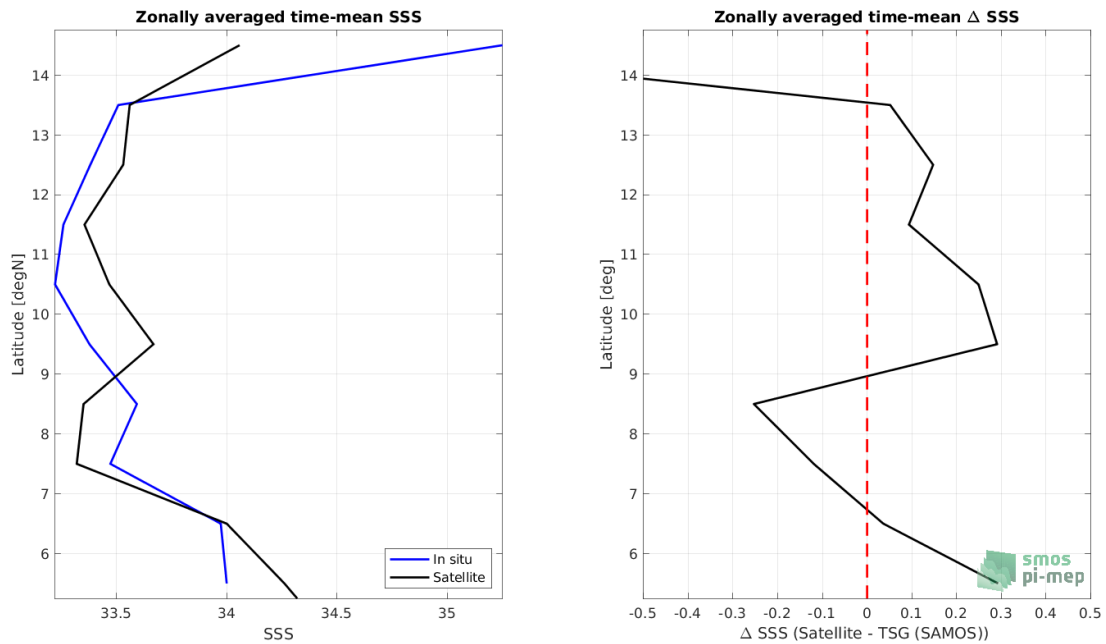 Zonally averaged time-mean SSS
14
13
12
11
10
9
8
7
6
Latitude [degN]
33.5
34
34.5
35
SSS
In situ
Satellite
Zonally averaged time-mean Δ SSS
14
13
12
11
10
9
8
7
6
Latitude [deg]
-0.5 -0.4 -0.3 -0.2 -0.1 0 0.1 0.2 0.3 0.4 0.5
Δ SSS (Satellite - TSG (SAMOS))
smos
pi-mep